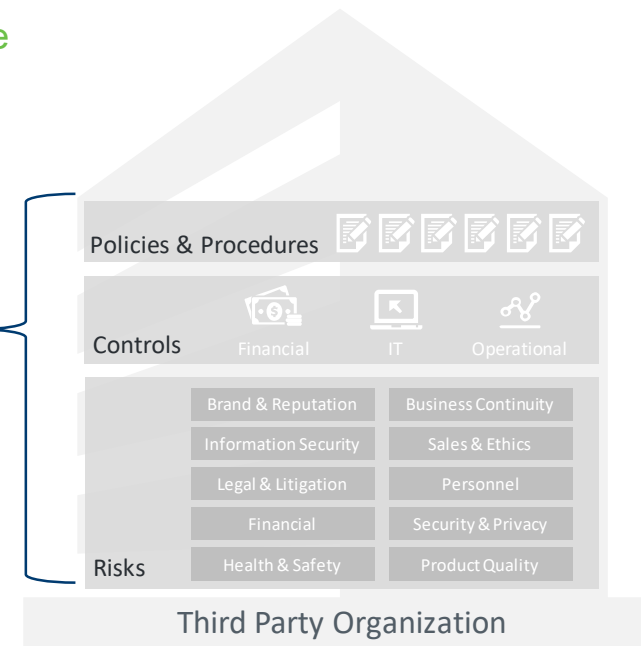 e
Policies & Procedures
Controls
Financial
IT
Operational
Brand & Reputation
Business Continuity
Information Security
Sales & Ethics
Legal & Litigation
Personnel
Financial
Security & Privacy
Risks
Health & Safety
Product Quality
Third Party Organization